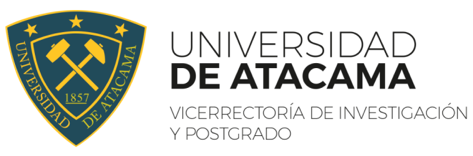 UNIVERSIDAD
DE ATACAMA
1857
UNIVERSIDAD
DE ATACAMA
VICERRECTORÍA DE INVESTIGACIÓN
Y POSTGRADO